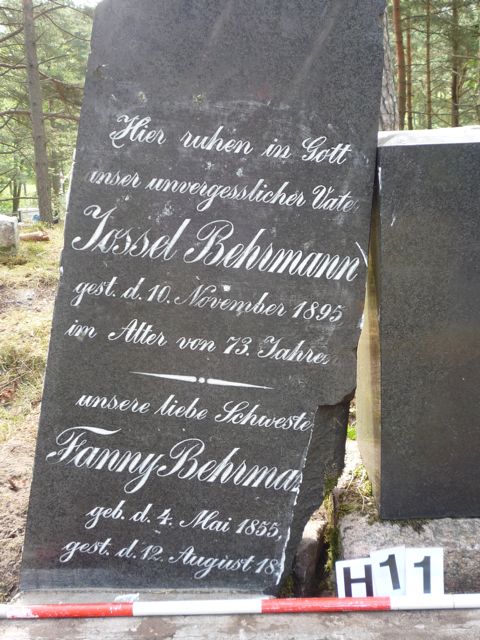 Hier ruhen in Gott
unser unvergesslicher Vate
Jossel Behrmann
gest. d. 10. November 1895
im Alter von 73. Jahre
unsere liebe Schweste
Fanny Behrma
geb. d. 4. Mai 1855.
gest. d. 12. August 18
H 11